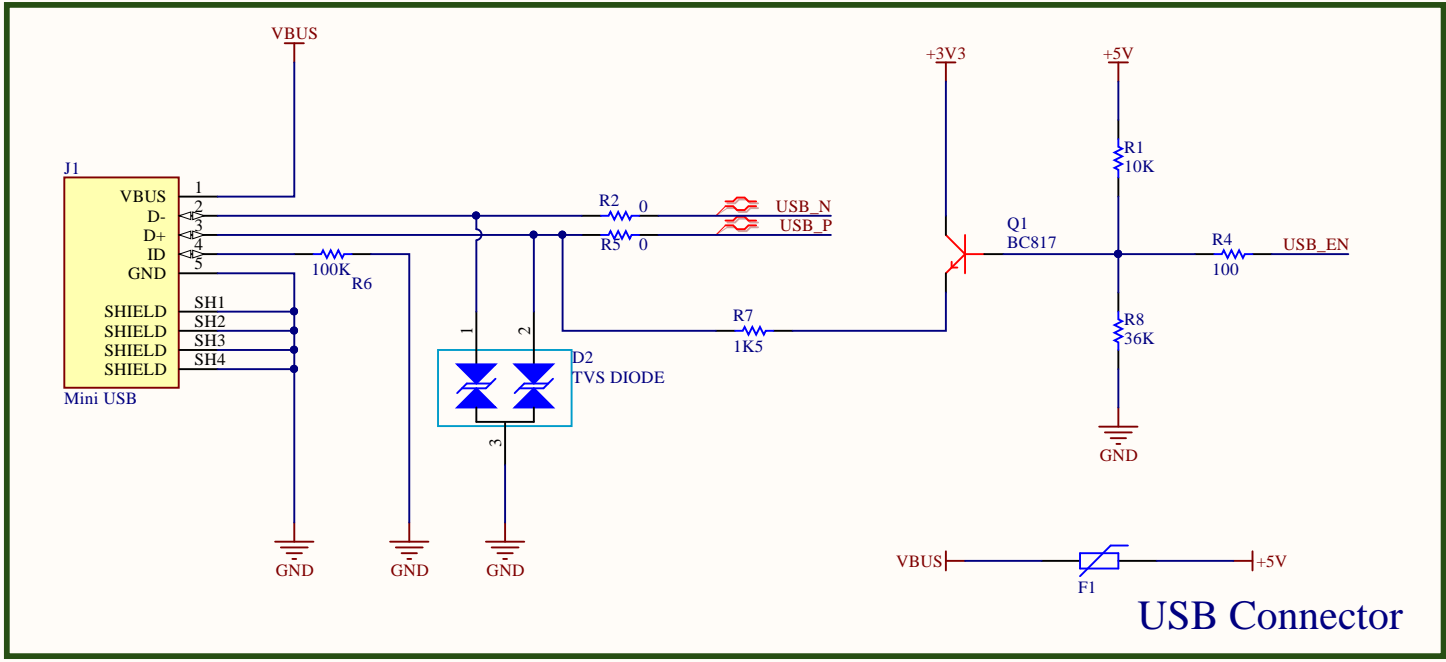 VBUS
+3V3
+5V
J1
VBUS 1
D- 2
D+ 3
ID 4
GND 5
SHIELD SH1
SHIELD SH2
SHIELD SH3
SHIELD SH4
Mini USB
100K
R6
R2 0
R5 0
USB_N
USB_P
1
2
3
D2
TVS DIODE
R7
1K5
Q1
BC817
R1
10K
R4
100
USB_EN
R8
36K
GND
GND
GND
GND
VBUS
F1
+5V
USB Connector